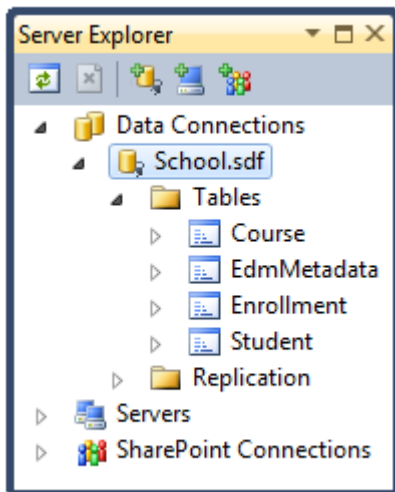 Server Explorer
Data Connections
School.sdf
Tables
Course
EdmMetadata
Enrollment
Student
Replication
Servers
SharePoint Connections